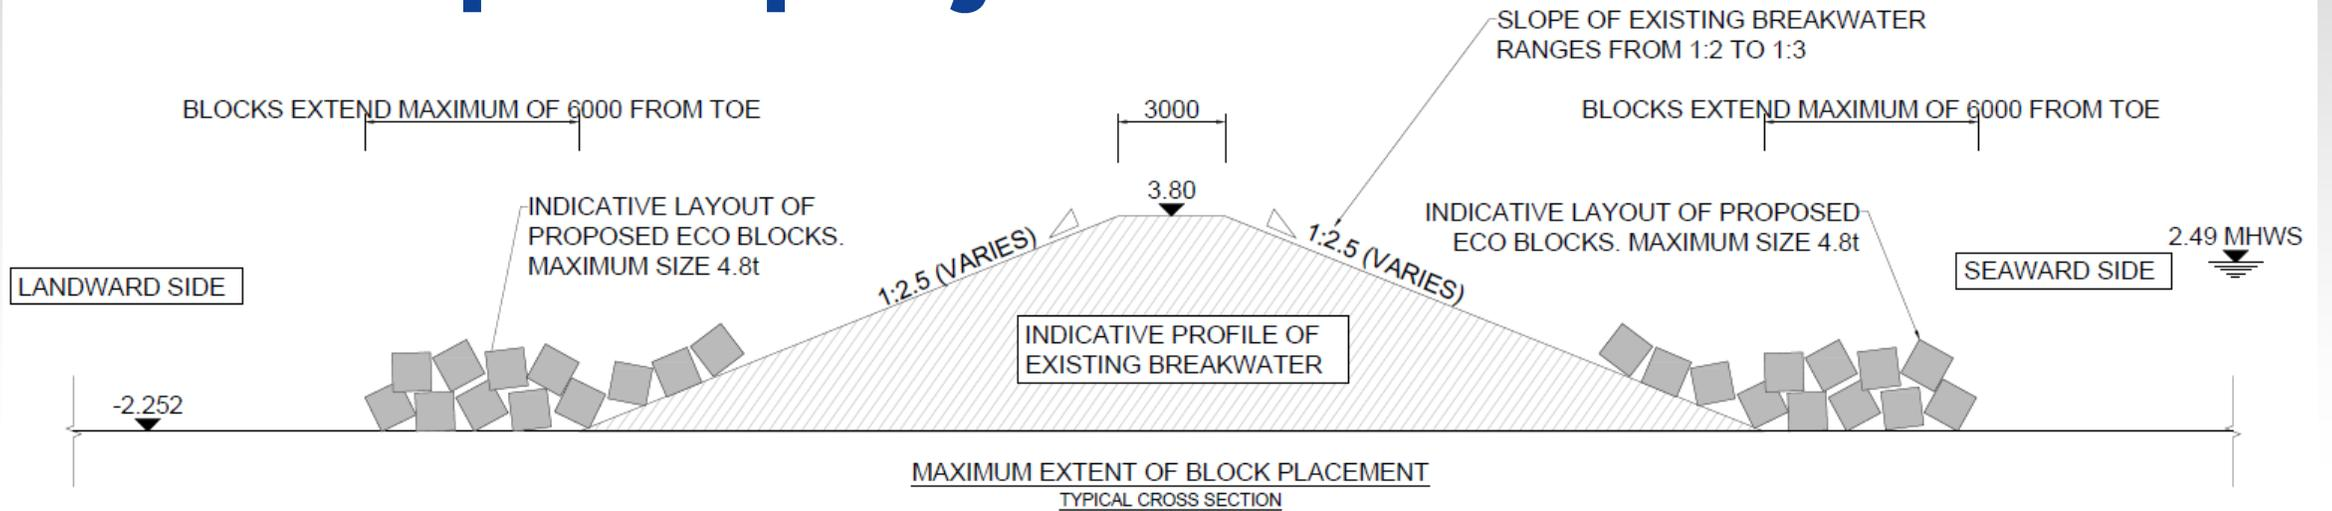 SLOPE OF EXISTING BREAKWATER
RANGES FROM 1:2 TO 1:3
BLOCKS EXTEND MAXIMUM OF 6000 FROM TOE
3000
BLOCKS EXTEND MAXIMUM OF 6000 FROM TOE
3.80
INDICATIVE LAYOUT OF
PROPOSED ECO BLOCKS.
MAXIMUM SIZE 4.8t
INDICATIVE LAYOUT OF PROPOSED
ECO BLOCKS. MAXIMUM SIZE 4.8t
2.49 MHWS
1:2.5 (VARIES)
1:2.5 (VARIES)
LANDWARD SIDE
SEAWARD SIDE
INDICATIVE PROFILE OF
EXISTING BREAKWATER
-2.252
MAXIMUM EXTENT OF BLOCK PLACEMENT
TYPICAL CROSS SECTION